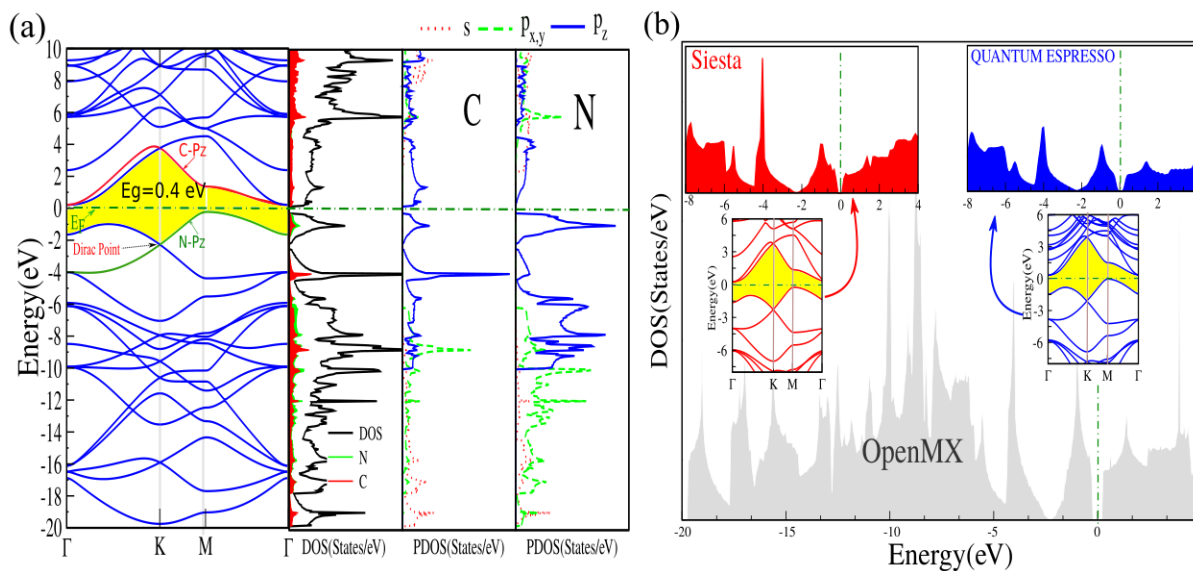 (a)
s p_x,y p_z
10
8
6
4
2
0
-2
-4
-6
-8
-10
-12
-14
-16
-18
-20
Energy(eV)
C-Pz
Eg=0.4 eV
E_F
Dirac Point
N-Pz
C
N
DOS
N
C
Γ K M Γ
DOS(States/eV)
PDOS(States/eV)
PDOS(States/eV)
(b)
Siesta
-8 -6 -4 -2 0 2 4
QUANTUM ESPRESSO
-8 -6 -4 -2 0 2
6
3
0
-3
-6
Energy(eV)
Γ K M Γ
6
3
0
-3
-6
Energy(eV)
Γ K M Γ
DOS(States/eV)
OpenMX
-20 -15 -10 -5 0
Energy(eV)